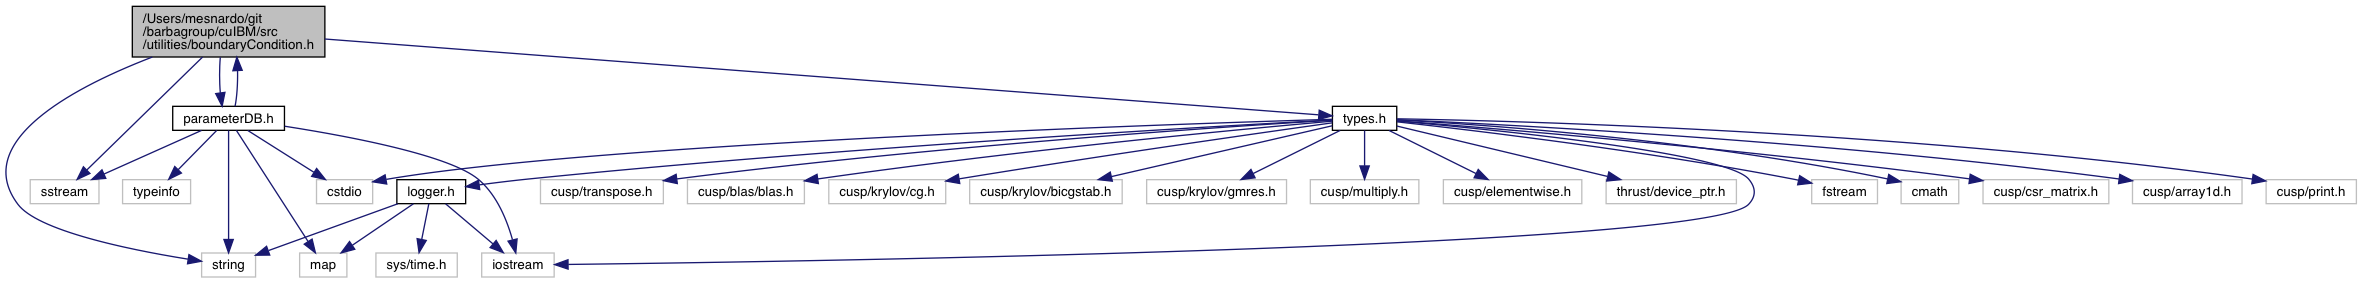 /Users/mesnardo/git
/barbagroup/cuIBM/src
/utilities/boundaryCondition.h
parameterDB.h
types.h
sstream
typeinfo
cstdio
logger.h
cusp/transpose.h
cusp/blas/blas.h
cusp/krylov/cg.h
cusp/krylov/bicgstab.h
cusp/krylov/gmres.h
cusp/multiply.h
cusp/elementwise.h
thrust/device_ptr.h
fstream
cmath
cusp/csr_matrix.h
cusp/array1d.h
cusp/print.h
string
map
sys/time.h
iostream